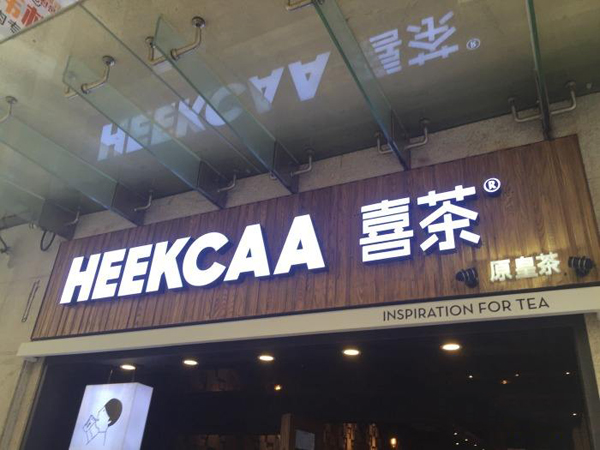 HEEKCAA 喜茶®
原皇茶
INSPIRATION FOR TEA